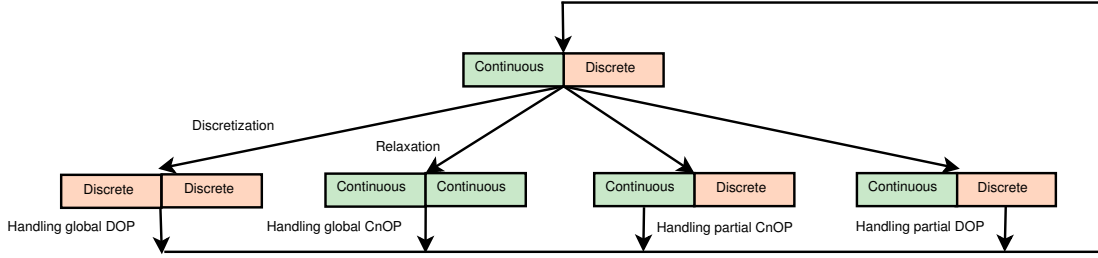 Continuous Discrete
Discretization
Relaxation
Discrete Discrete Continuous Continuous Continuous Discrete Continuous Discrete
Handling global DOP Handling global CnOP Handling partial CnOP Handling partial DOP